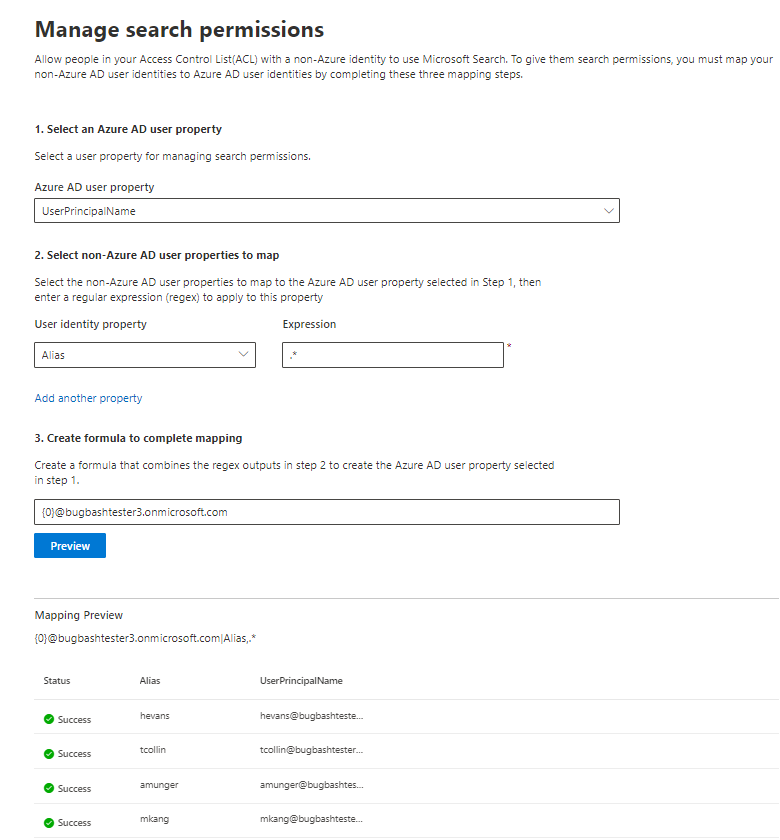 Manage search permissions
Allow people in your Access Control List(ACL) with a non-Azure identity to use Microsoft Search. To give them search permissions, you must map your
non-Azure AD user identities to Azure AD user identities by completing these three mapping steps.
1. Select an Azure AD user property
Select a user property for managing search permissions.
Azure AD user property
UserPrincipalName
2. Select non-Azure AD user properties to map
Select the non-Azure AD user properties to map to the Azure AD user property selected in Step 1, then
enter a regular expression (regex) to apply to this property
User identity property Expression
Alias .* *
Add another property
3. Create formula to complete mapping
Create a formula that combines the regex outputs in step 2 to create the Azure AD user property selected
in step 1.
{0}@bugbashtester3.onmicrosoft.com
Preview
Mapping Preview
{0}@bugbashtester3.onmicrosoft.com|Alias,.*
Status Alias UserPrincipalName
Success hevans hevans@bugbashteste...
Success tcollin tcollin@bugbashtester...
Success amunger amunger@bugbashtes...
Success mkang mkang@bugbashteste...